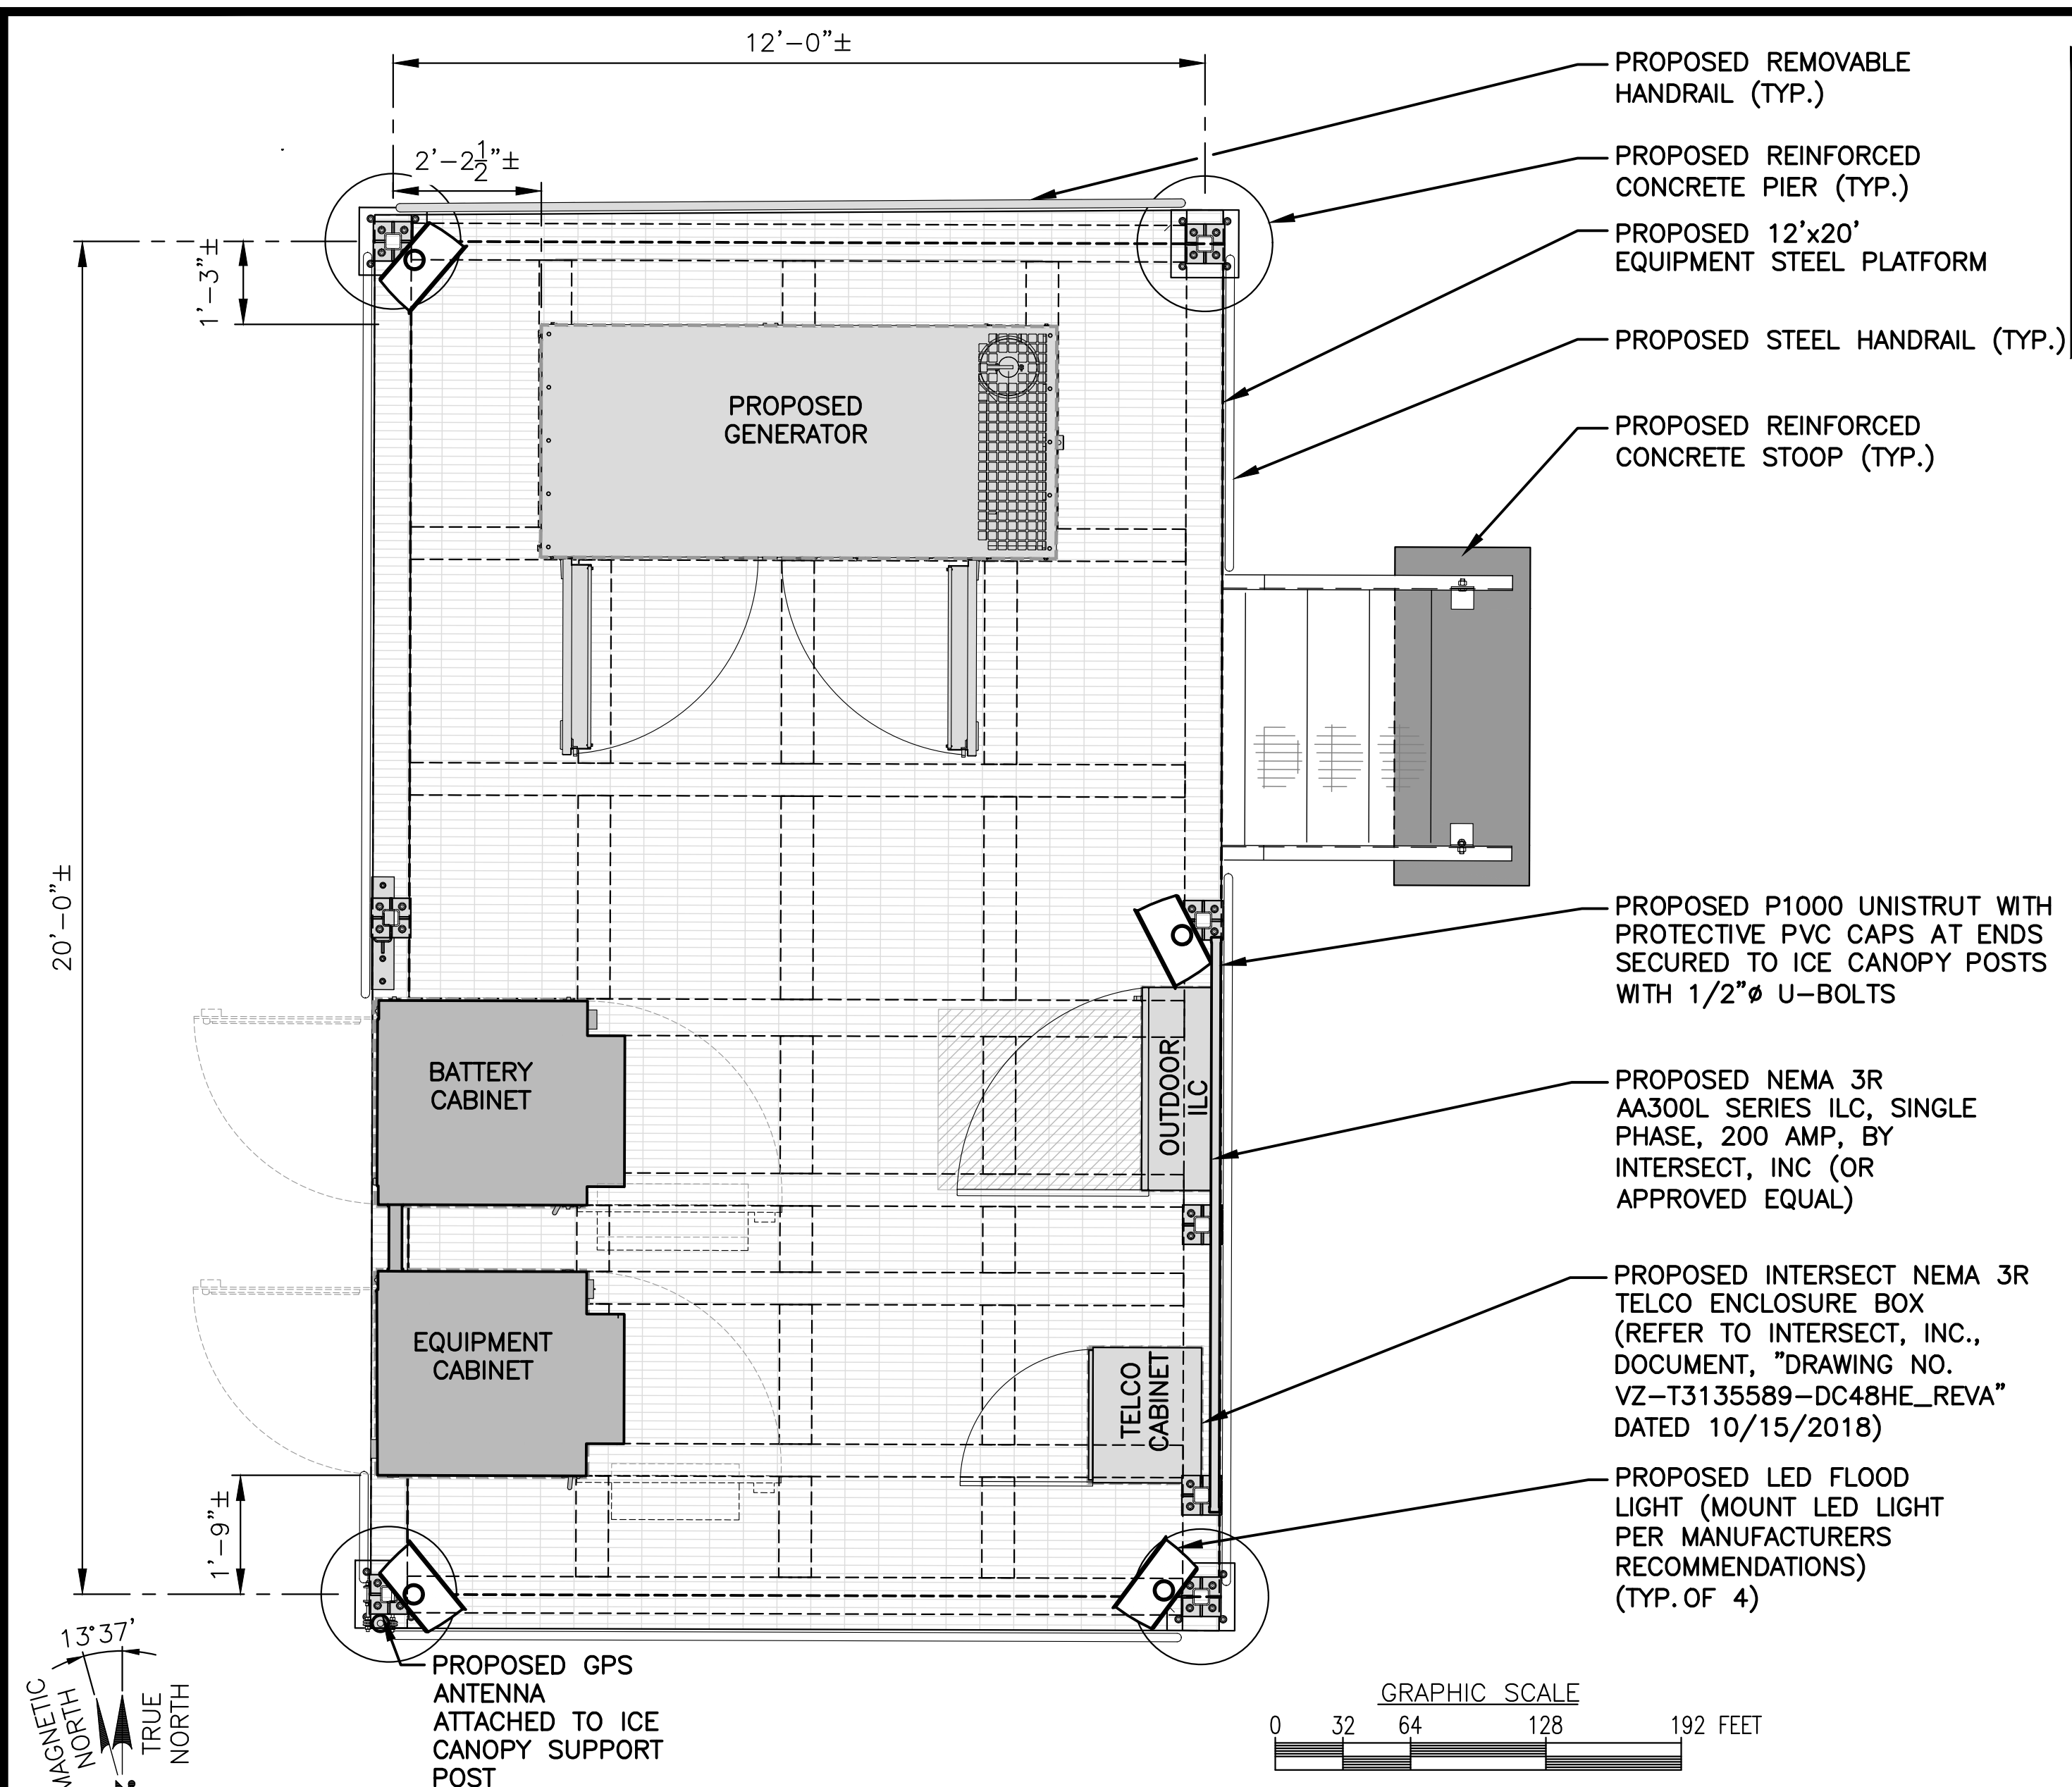 12'-0"±
2'-2 1/2"±
1'-3"±
20'-0"±
1'-9"±
PROPOSED REMOVABLE
HANDRAIL (TYP.)
PROPOSED REINFORCED
CONCRETE PIER (TYP.)
PROPOSED 12'x20'
EQUIPMENT STEEL PLATFORM
PROPOSED STEEL HANDRAIL (TYP.)
PROPOSED REINFORCED
CONCRETE STOOP (TYP.)
PROPOSED P1000 UNISTRUT WITH
PROTECTIVE PVC CAPS AT ENDS
SECURED TO ICE CANOPY POSTS
WITH 1/2"ø U-BOLTS
PROPOSED NEMA 3R
AA300L SERIES ILC, SINGLE
PHASE, 200 AMP, BY
INTERSECT, INC (OR
APPROVED EQUAL)
PROPOSED INTERSECT NEMA 3R
TELCO ENCLOSURE BOX
(REFER TO INTERSECT, INC.,
DOCUMENT, "DRAWING NO.
VZ-T3135589-DC48HE_REVA"
DATED 10/15/2018)
PROPOSED LED FLOOD
LIGHT (MOUNT LED LIGHT
PER MANUFACTURERS
RECOMMENDATIONS)
(TYP.OF 4)
PROPOSED
GENERATOR
BATTERY
CABINET
OUTDOOR
ILC
EQUIPMENT
CABINET
TELCO
CABINET
PROPOSED GPS
ANTENNA
ATTACHED TO ICE
CANOPY SUPPORT
POST
13°37'
MAGNETIC
NORTH
TRUE
NORTH
GRAPHIC SCALE
0 32 64 128 192 FEET